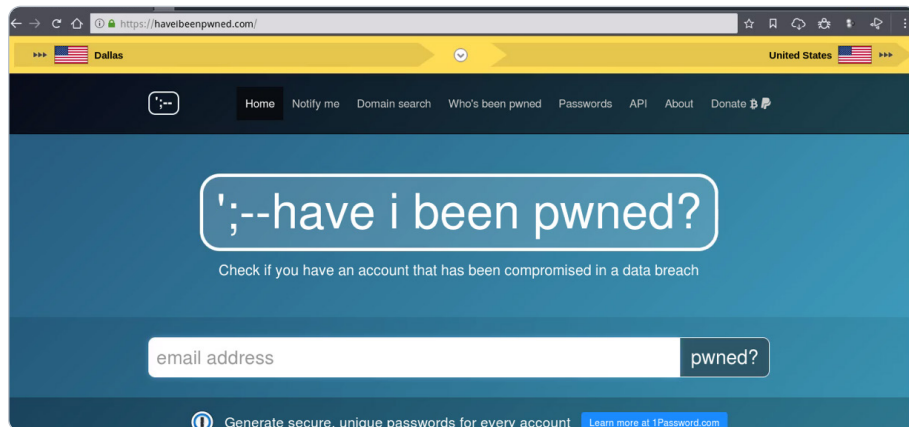 https://haveibeenpwned.com/
Dallas
United States
';--
Home Notify me Domain search Who's been pwned Passwords API About Donate
';--have i been pwned?
Check if you have an account that has been compromised in a data breach
email address
pwned?
Generate secure, unique passwords for every account
Learn more at 1Password.com